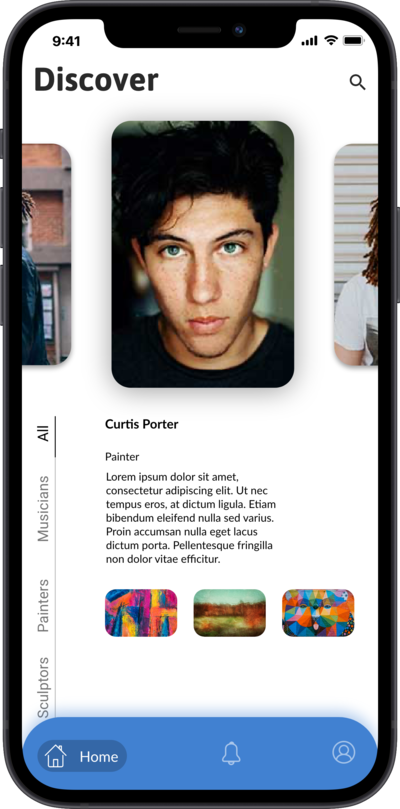 9:41
Discover
Curtis Porter
Painter
Lorem ipsum dolor sit amet,
consectetur adipiscing elit. Ut nec
tempus eros, at dictum ligula. Etiam
bibendum eleifend nulla sed varius.
Proin accumsan nulla eget lacus
dictum porta. Pellentesque fringilla
non dolor vitae efficitur.
All
Musicians
Painters
Sculptors
Home